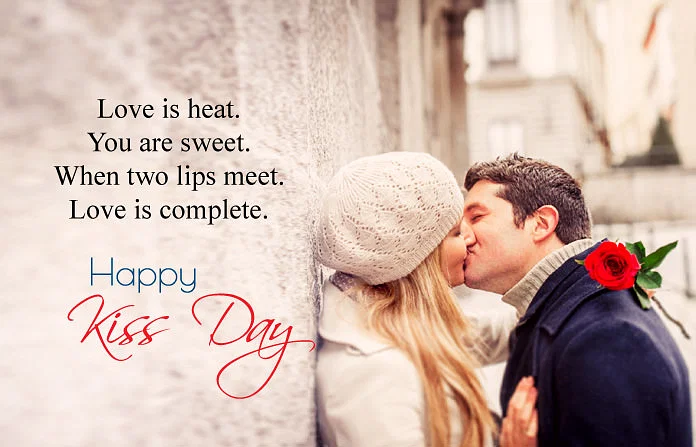 Love is heat.
You are sweet.
When two lips meet.
Love is complete.
Happy
Kiss Day